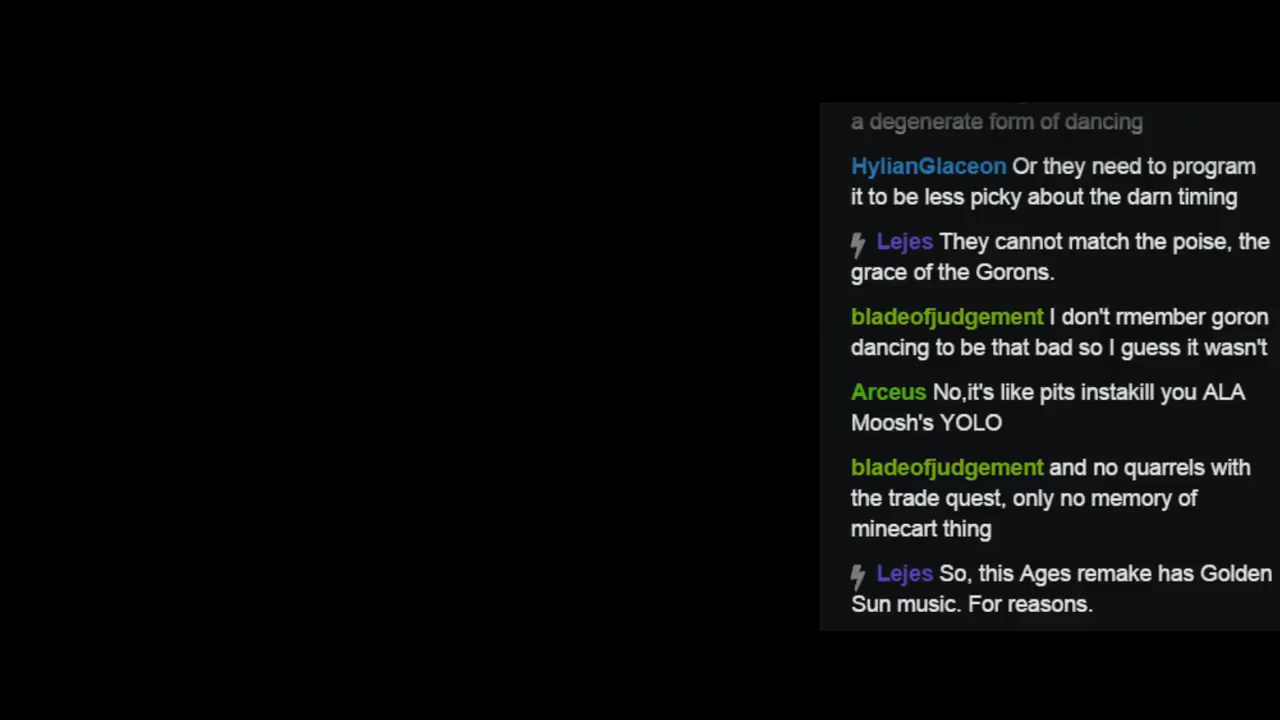 a degenerate form of dancing
HylianGlaceon Or they need to program
it to be less picky about the darn timing
Lejes They cannot match the poise, the
grace of the Gorons.
bladeofjudgement I don't rmember goron
dancing to be that bad so I guess it wasn't
Arceus No,it's like pits instakill you ALA
Moosh's YOLO
bladeofjudgement and no quarrels with
the trade quest, only no memory of
minecart thing
Lejes So, this Ages remake has Golden
Sun music. For reasons.